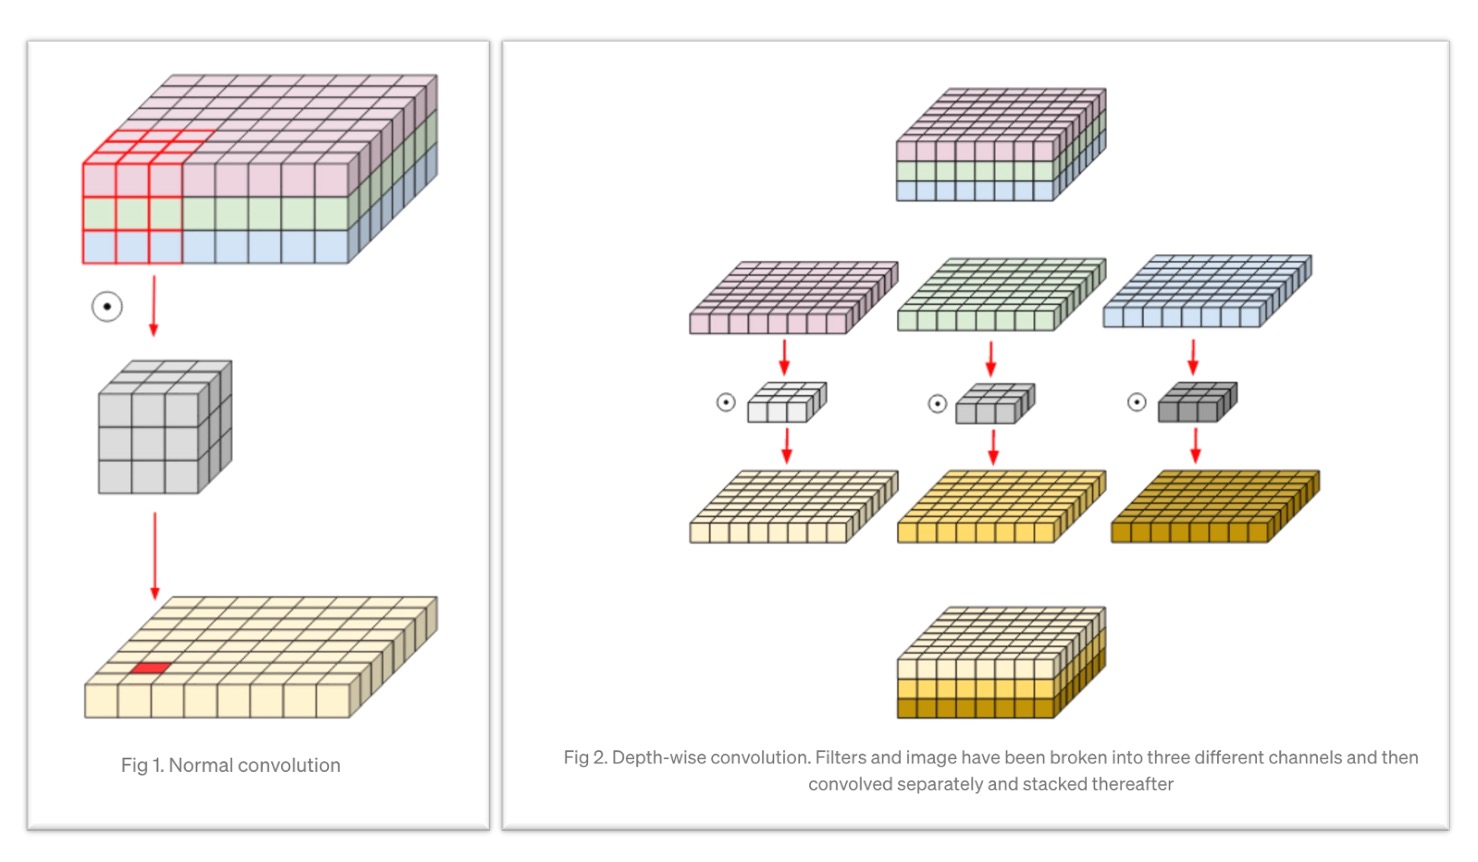 Fig 1. Normal convolution
Fig 2. Depth-wise convolution. Filters and image have been broken into three different channels and then
convolved separately and stacked thereafter